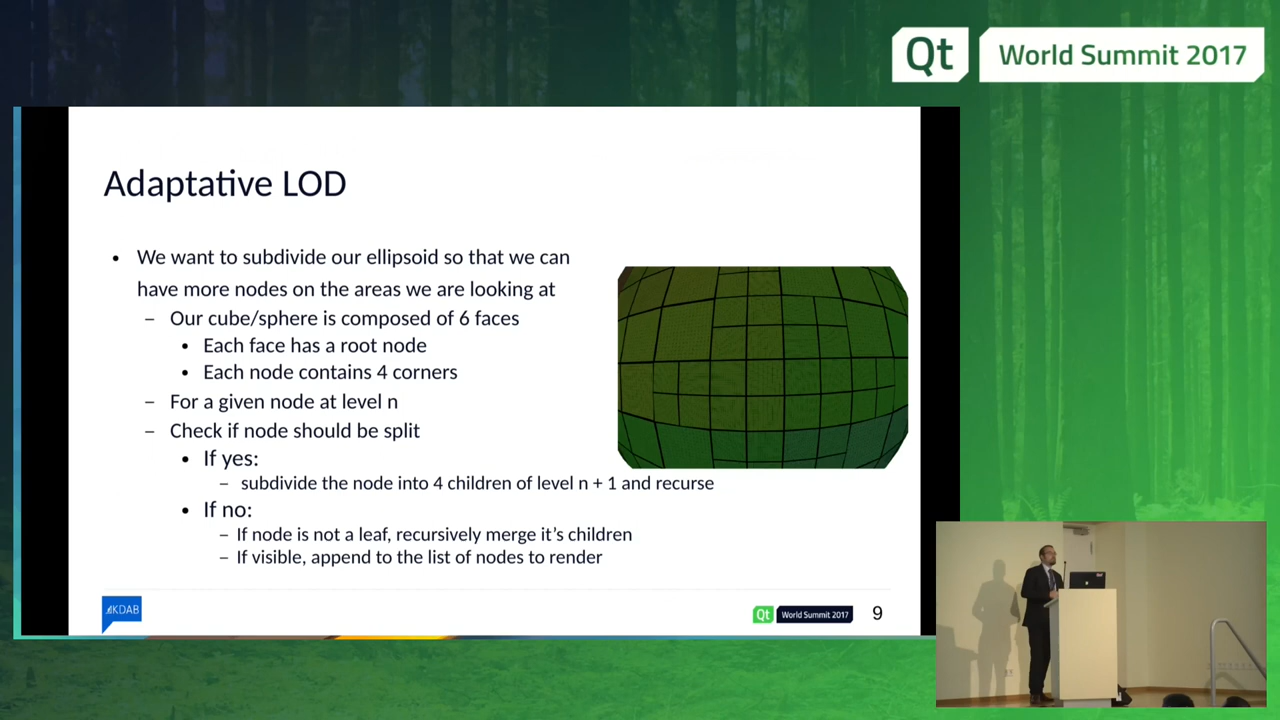 Qt World Summit 2017
Adaptative LOD
• We want to subdivide our ellipsoid so that we can
have more nodes on the areas we are looking at
– Our cube/sphere is composed of 6 faces
• Each face has a root node
• Each node contains 4 corners
– For a given node at level n
– Check if node should be split
• If yes:
– subdivide the node into 4 children of level n + 1 and recurse
• If no:
– If node is not a leaf, recursively merge it’s children
– If visible, append to the list of nodes to render
KDAB
Qt World Summit 2017
9